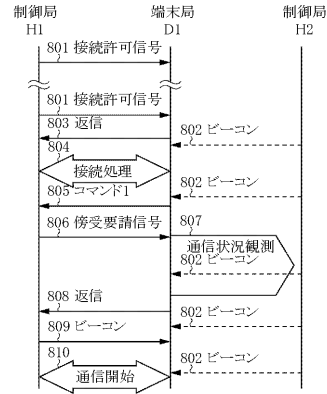 制御局 端末局 制御局
H1 D1 H2
801 接続許可信号
801 接続許可信号
803 返信
802 ビーコン
804
接続処理
802 ビーコン
805 コマンド1
806 傍受要請信号 807
通信状況観測
802 ビーコン
808 返信
802 ビーコン
809 ビーコン
810
802 ビーコン
通信開始